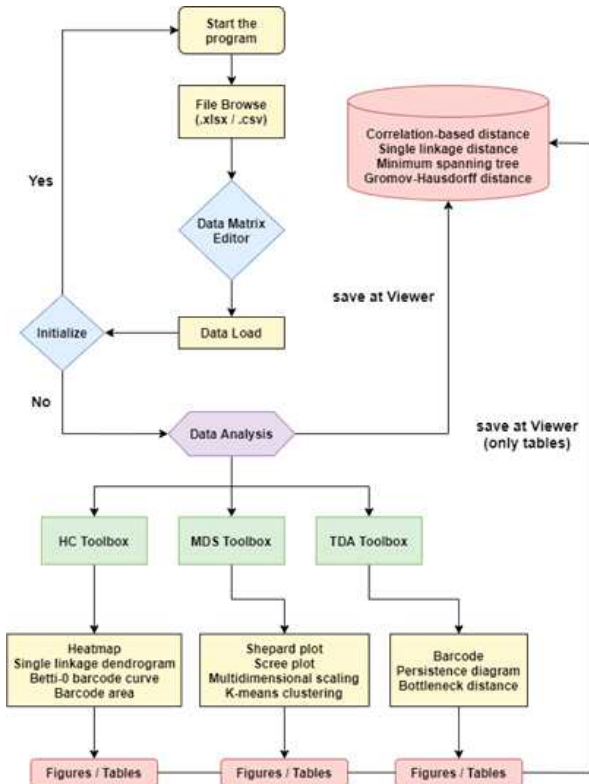 Start the
program
File Browse
(.xlsx / .csv)
Correlation-based distance
Single linkage distance
Minimum spanning tree
Gromov-Hausdorff distance
Yes
Data Matrix
Editor
save at Viewer
Initialize
Data Load
No
save at Viewer
(only tables)
Data Analysis
HC Toolbox
MDS Toolbox
TDA Toolbox
Heatmap
Single linkage dendrogram
Betti-0 barcode curve
Barcode area
Shepard plot
Scree plot
Multidimensional scaling
K-means clustering
Barcode
Persistence diagram
Bottleneck distance
Figures / Tables
Figures / Tables
Figures / Tables